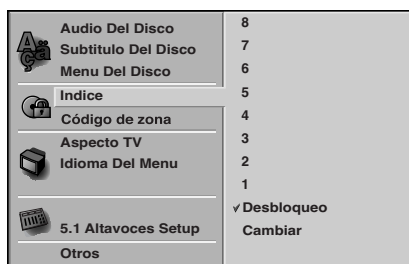 Audio Del Disco
Subtitulo Del Disco
Menu Del Disco
Indice
Código de zona
Aspecto TV
Idioma Del Menu
5.1 Altavoces Setup
Otros
8
7
6
5
4
3
2
1
Desbloqueo
Cambiar